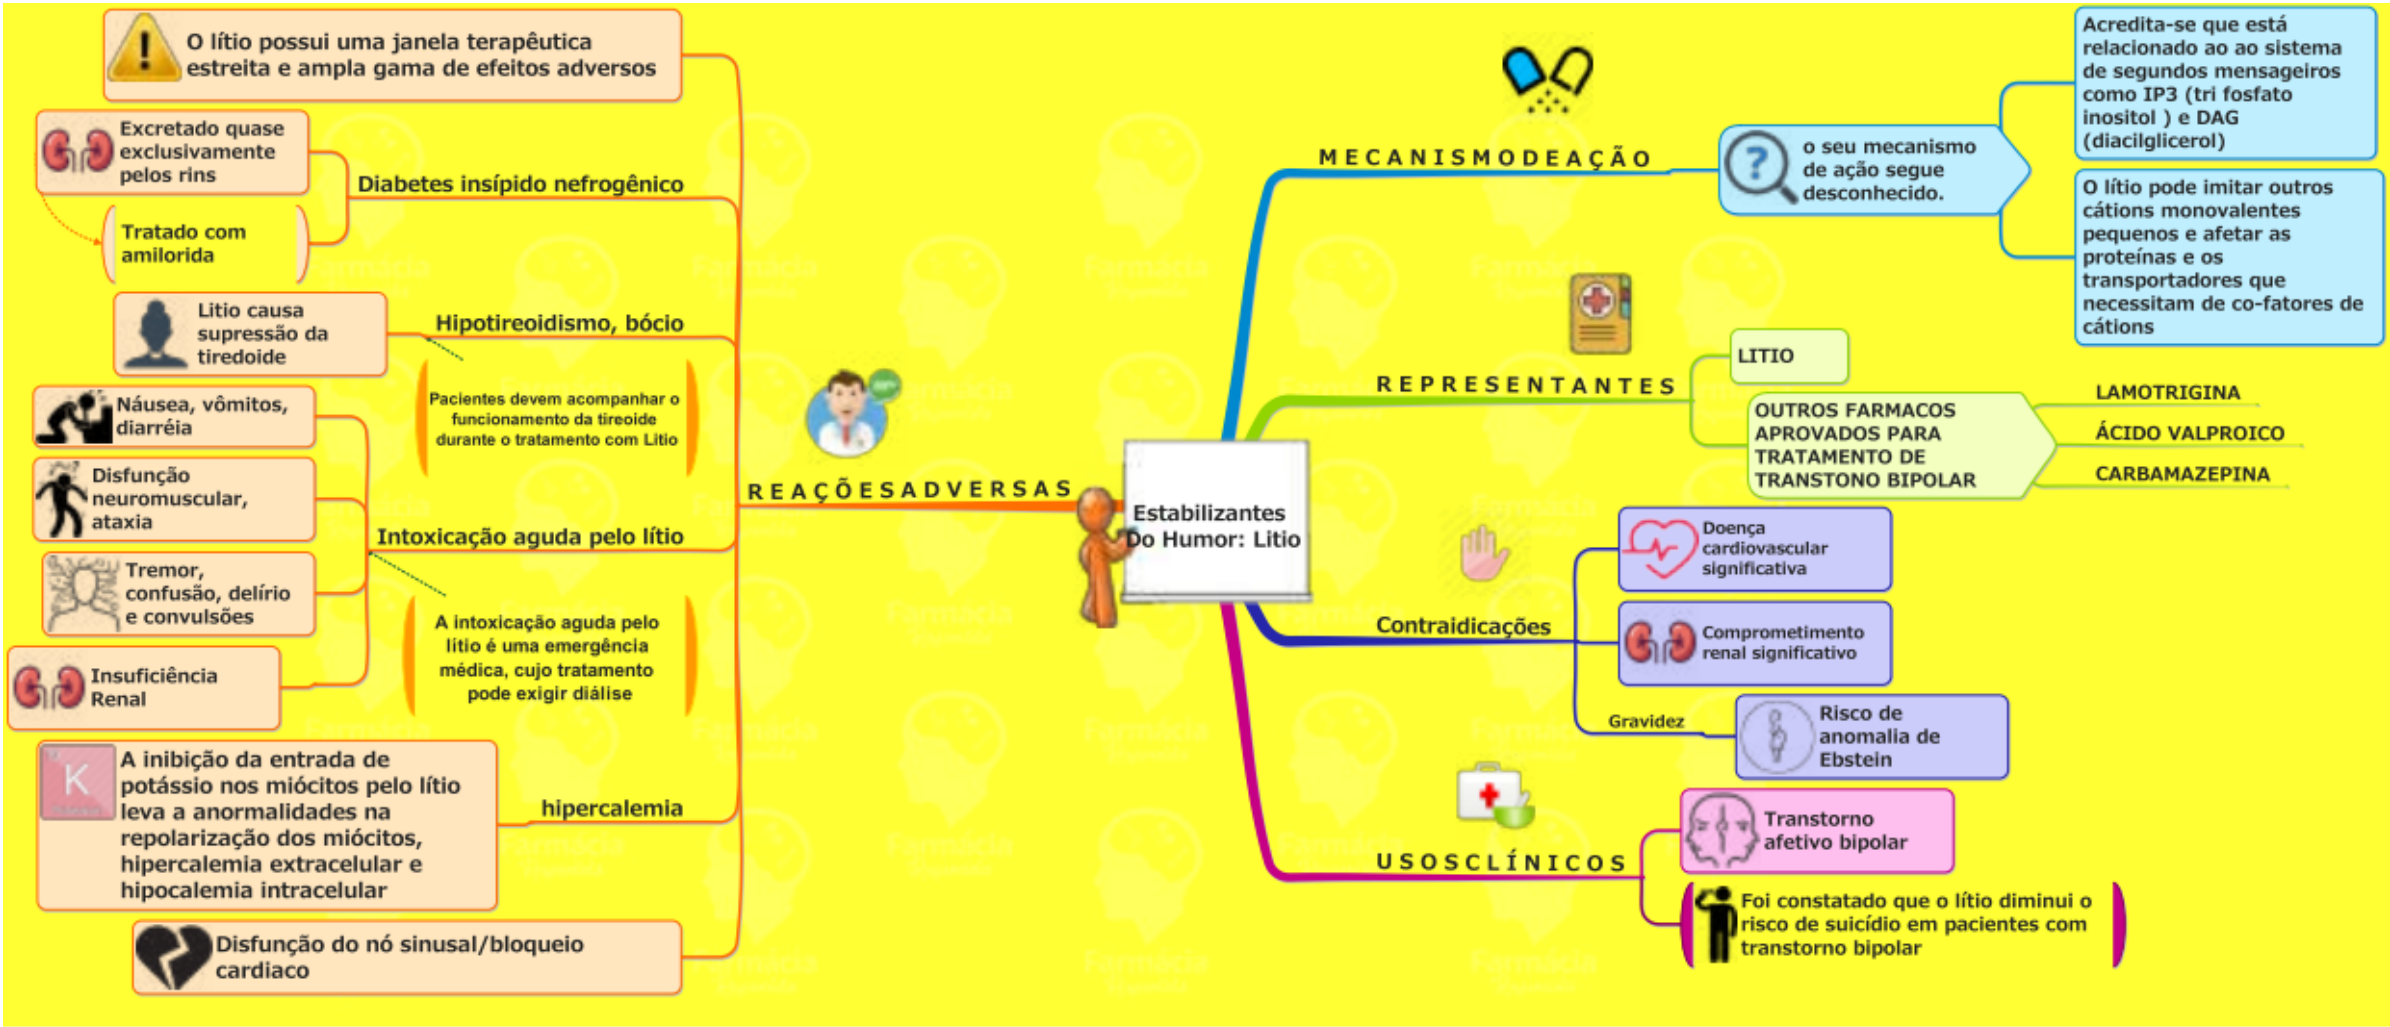 O lítio possui uma janela terapêutica
estreita e ampla gama de efeitos adversos
Excretado quase
exclusivamente
pelos rins
Diabetes insípido nefrogênico
Tratado com
amilorida
Litio causa
supressão da
tiredoide
Hipotireoidismo, bócio
Pacientes devem acompanhar o
funcionamento da tireoide
durante o tratamento com Litio
Náusea, vômitos,
diarréia
Disfunção
neuromuscular,
ataxia
Intoxicação aguda pelo lítio
Tremor,
confusão, delírio
e convulsões
Insuficiência
Renal
A intoxicação aguda pelo
lítio é uma emergência
médica, cujo tratamento
pode exigir diálise
K
A inibição da entrada de
potássio nos miócitos pelo lítio
leva a anormalidades na
repolarização dos miócitos,
hipercalemia extracelular e
hipocalemia intracelular
hipercalemia
Disfunção do nó sinusal/bloqueio
cardiaco
R E A Ç Õ E S A D V E R S A S
Estabilizantes
Do Humor: Litio
M E C A N I S M O D E A Ç Ã O
?
o seu mecanismo
de ação segue
desconhecido.
Acredita-se que está
relacionado ao ao sistema
de segundos mensageiros
como IP3 (tri fosfato
inositol ) e DAG
(diacilglicerol)
O lítio pode imitar outros
cátions monovalentes
pequenos e afetar as
proteínas e os
transportadores que
necessitam de co-fatores de
cátions
R E P R E S E N T A N T E S
LITIO
OUTROS FARMACOS
APROVADOS PARA
TRATAMENTO DE
TRANSTONO BIPOLAR
LAMOTRIGINA
ÁCIDO VALPROICO
CARBAMAZEPINA
Contraidicações
Doença
cardiovascular
significativa
Comprometimento
renal significativo
Gravidez
Risco de
anomalia de
Ebstein
U S O S C L Í N I C O S
Transtorno
afetivo bipolar
Foi constatado que o lítio diminui o
risco de suicídio em pacientes com
transtorno bipolar